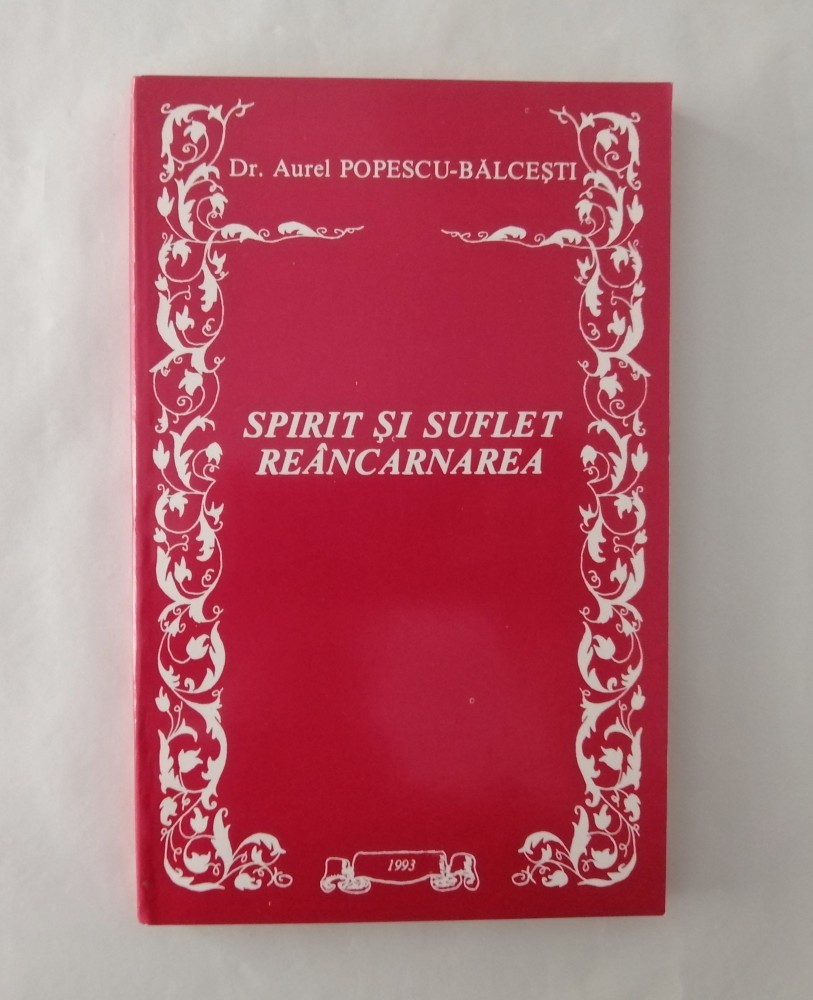 Dr. Aurel POPESCU-BĂLCEȘTI
SPIRIT ȘI SUFLET
REÂNCARNAREA
1993